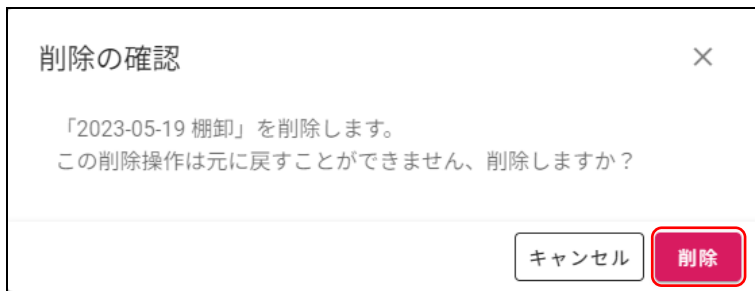 削除の確認
「2023-05-19 棚卸」を削除します。
この削除操作は元に戻すことができません、削除しますか？
キャンセル 削除